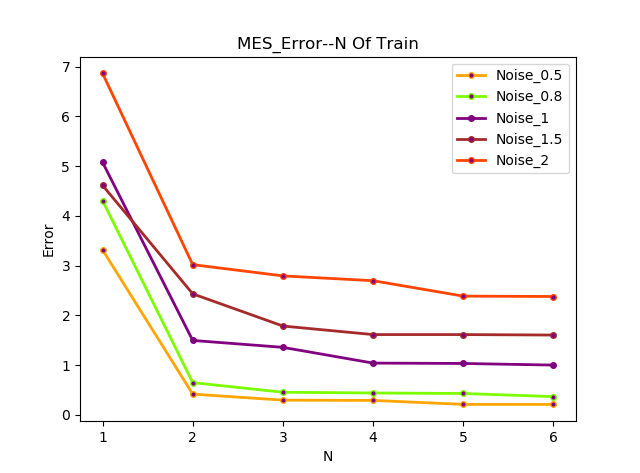 MES_Error--N Of Train
Noise_0.5
Noise_0.8
Noise_1
Noise_1.5
Noise_2
7
6
5
4
3
2
1
0
Error
1 2 3 4 5 6
N